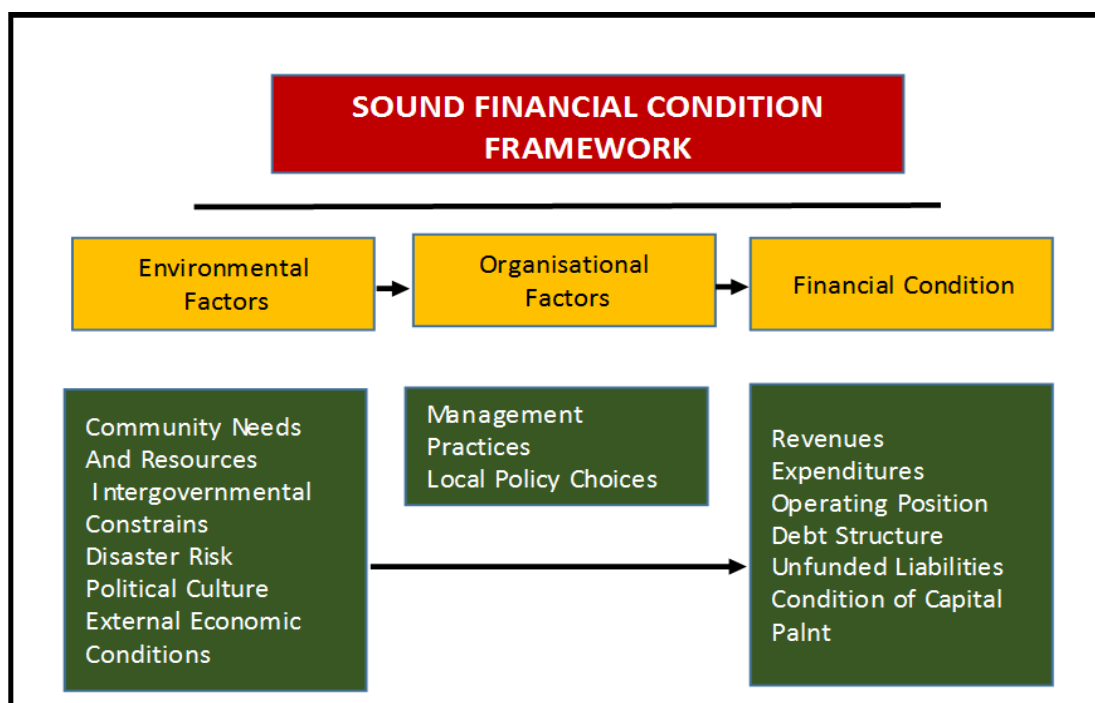 SOUND FINANCIAL CONDITION
FRAMEWORK
Environmental
Factors
Organisational
Factors
Financial Condition
Community Needs
And Resources
Intergovernmental
Constrains
Disaster Risk
Political Culture
External Economic
Conditions
Management
Practices
Local Policy Choices
Revenues
Expenditures
Operating Position
Debt Structure
Unfunded Liabilities
Condition of Capital
Palnt